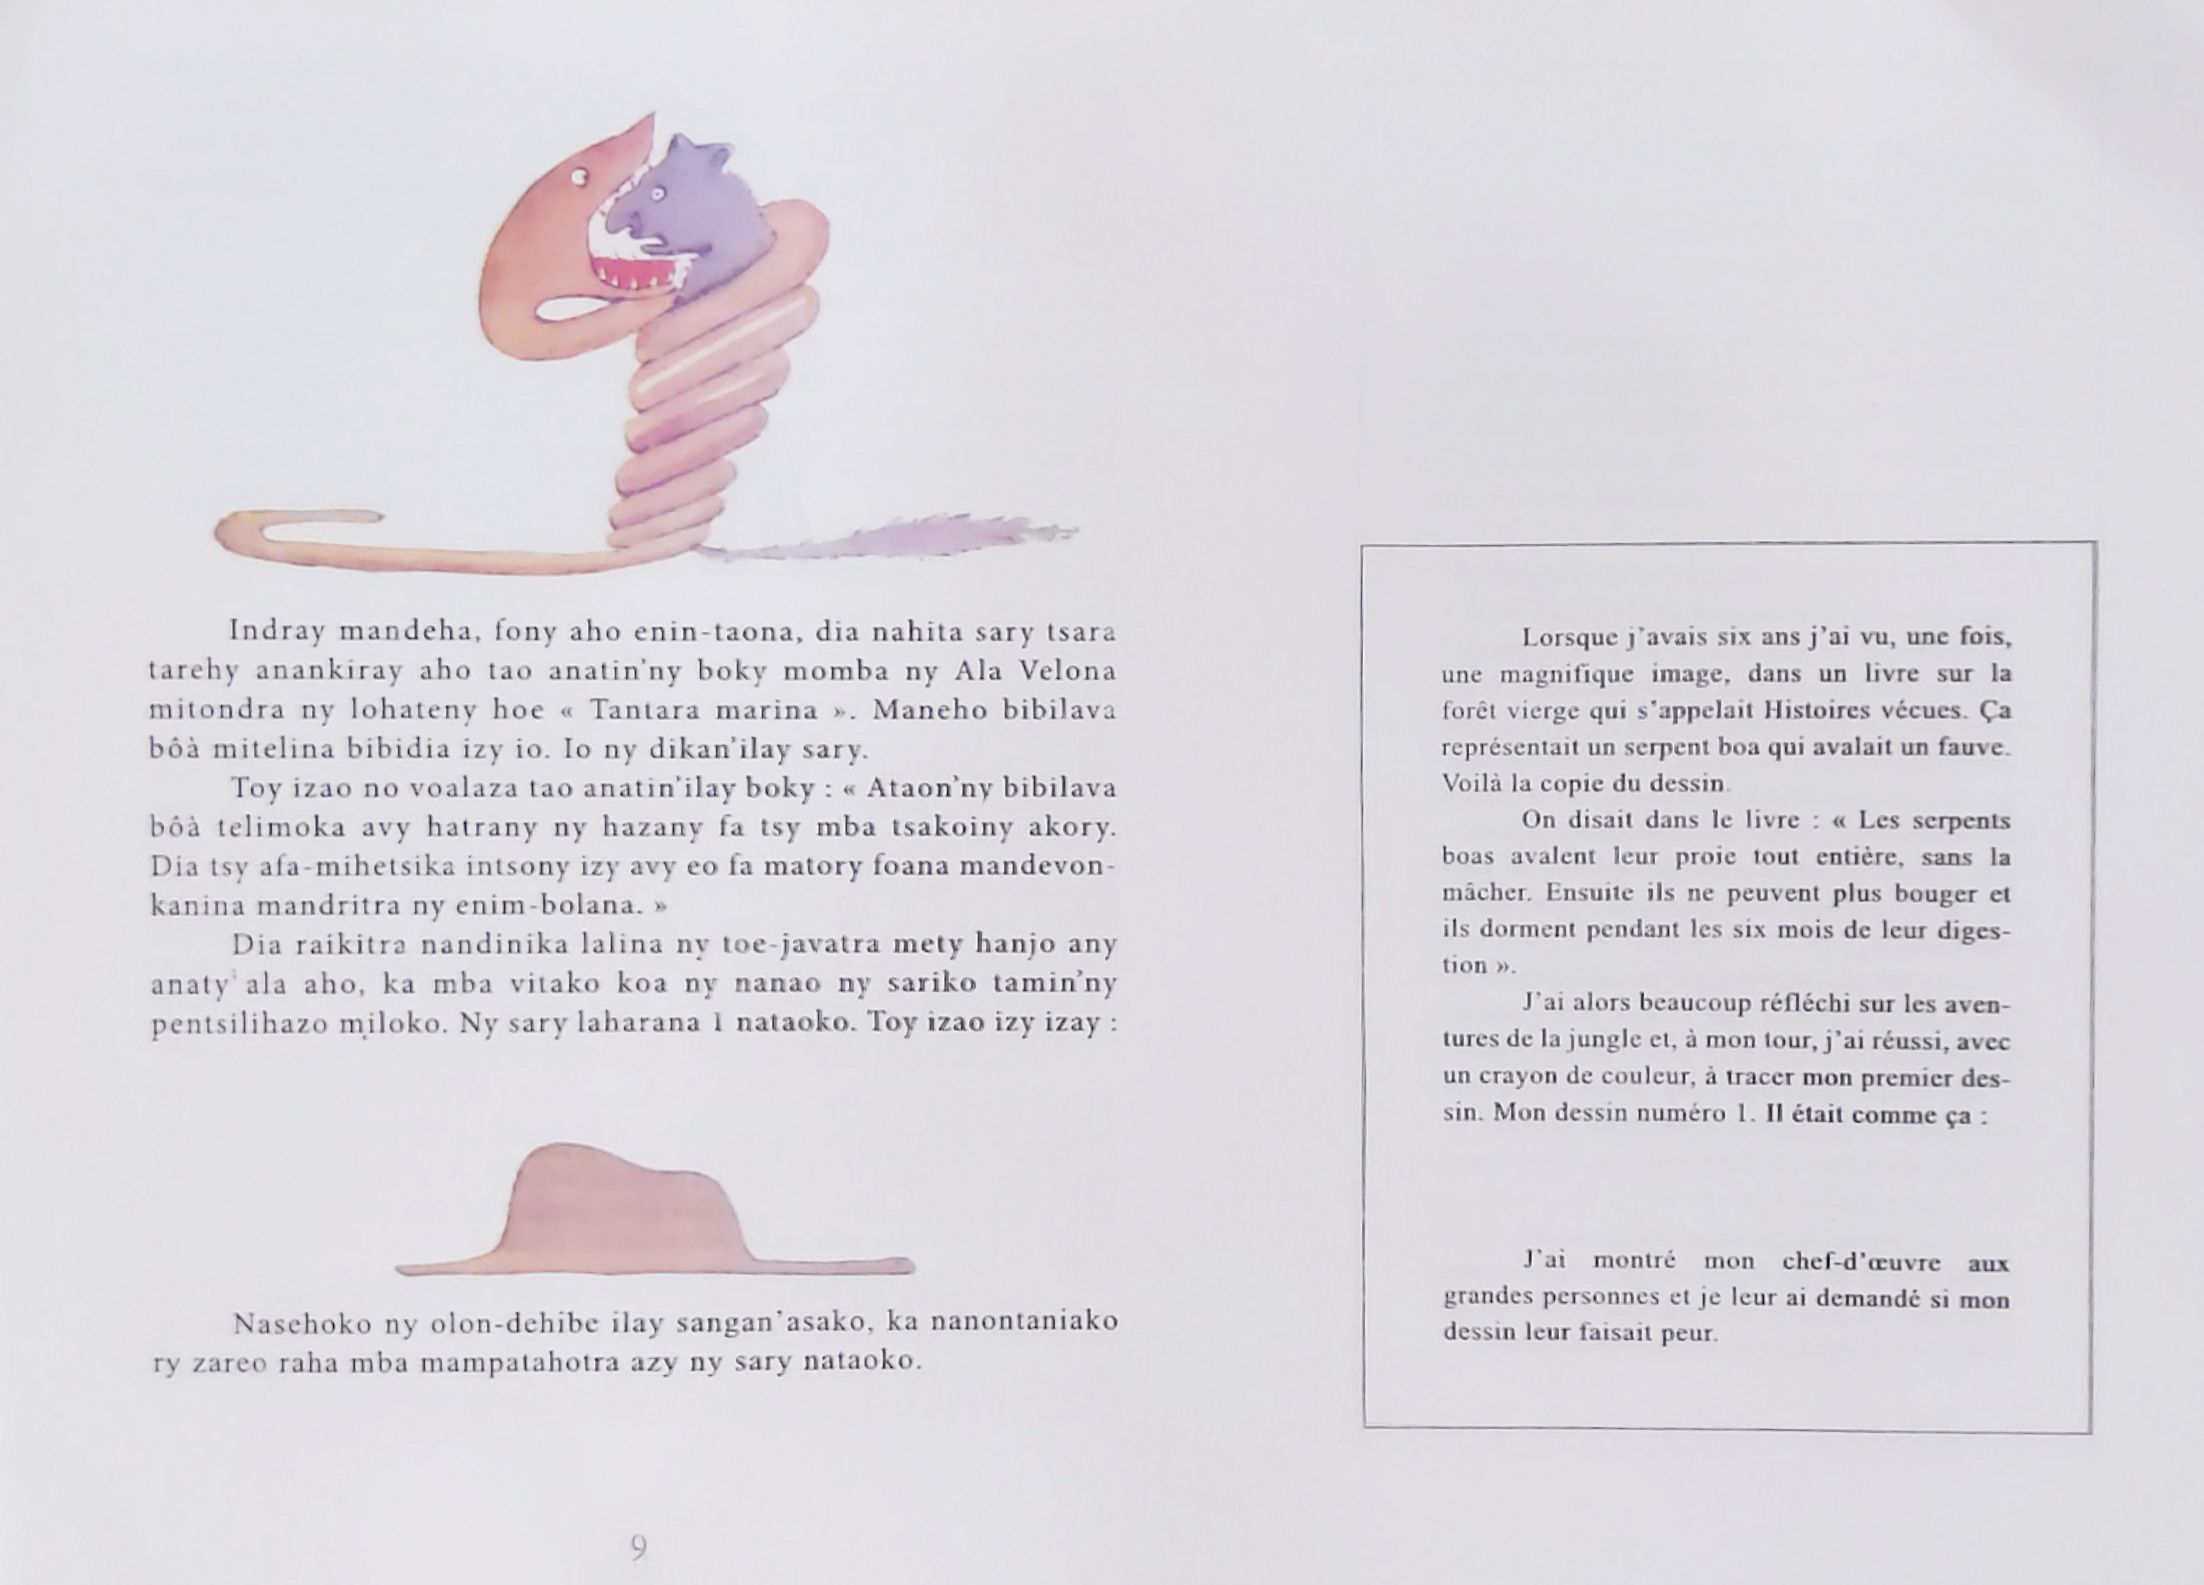 Indray mandeha, fony aho enin-taona, dia nahita sary tsara
tarehy anankiray aho tao anatin'ny boky momba ny Ala Velona
mitondra ny lohateny hoe « Tantara marina ». Maneho bibilava
bôà mitelina bibidia izy io. Io ny dikan'ilay sary.
Toy izao no voalaza tao anatin'ilay boky : « Ataon'ny bibilava
bôà telimoka avy hatrany ny hazany fa tsy mba tsakoiny akory.
Dia tsy afa-mihetsika intsony izy avy eo fa matory foana mandevon-
kanina mandritra ny enim-bolana. »
Dia raikitra nandinika lalina ny toe-javatra mety hanjo any
anaty ala aho, ka mba vitako koa ny nanao ny sariko tamin'ny
pentsilihazo miloko. Ny sary laharana 1 nataoko. Toy izao izy izay :
Nasehoko ny olon-dehibe ilay sangan'asako, ka nanontaniako
ry zareo raha mba mampatahotra azy ny sary nataoko.
9
Lorsque j'avais six ans j'ai vu, une fois,
une magnifique image, dans un livre sur la
forêt vierge qui s'appelait Histoires vécues. Ça
représentait un serpent boa qui avalait un fauve.
Voilà la copie du dessin.
On disait dans le livre : « Les serpents
boas avalent leur proie tout entière, sans la
mâcher. Ensuite ils ne peuvent plus bouger et
ils dorment pendant les six mois de leur diges-
tion ».
J'ai alors beaucoup réfléchi sur les aven-
tures de la jungle et, à mon tour, j'ai réussi, avec
un crayon de couleur, à tracer mon premier des-
sin. Mon dessin numéro 1. Il était comme ça :
J'ai montré mon chef-d'œuvre aux
grandes personnes et je leur ai demandé si mon
dessin leur faisait peur.